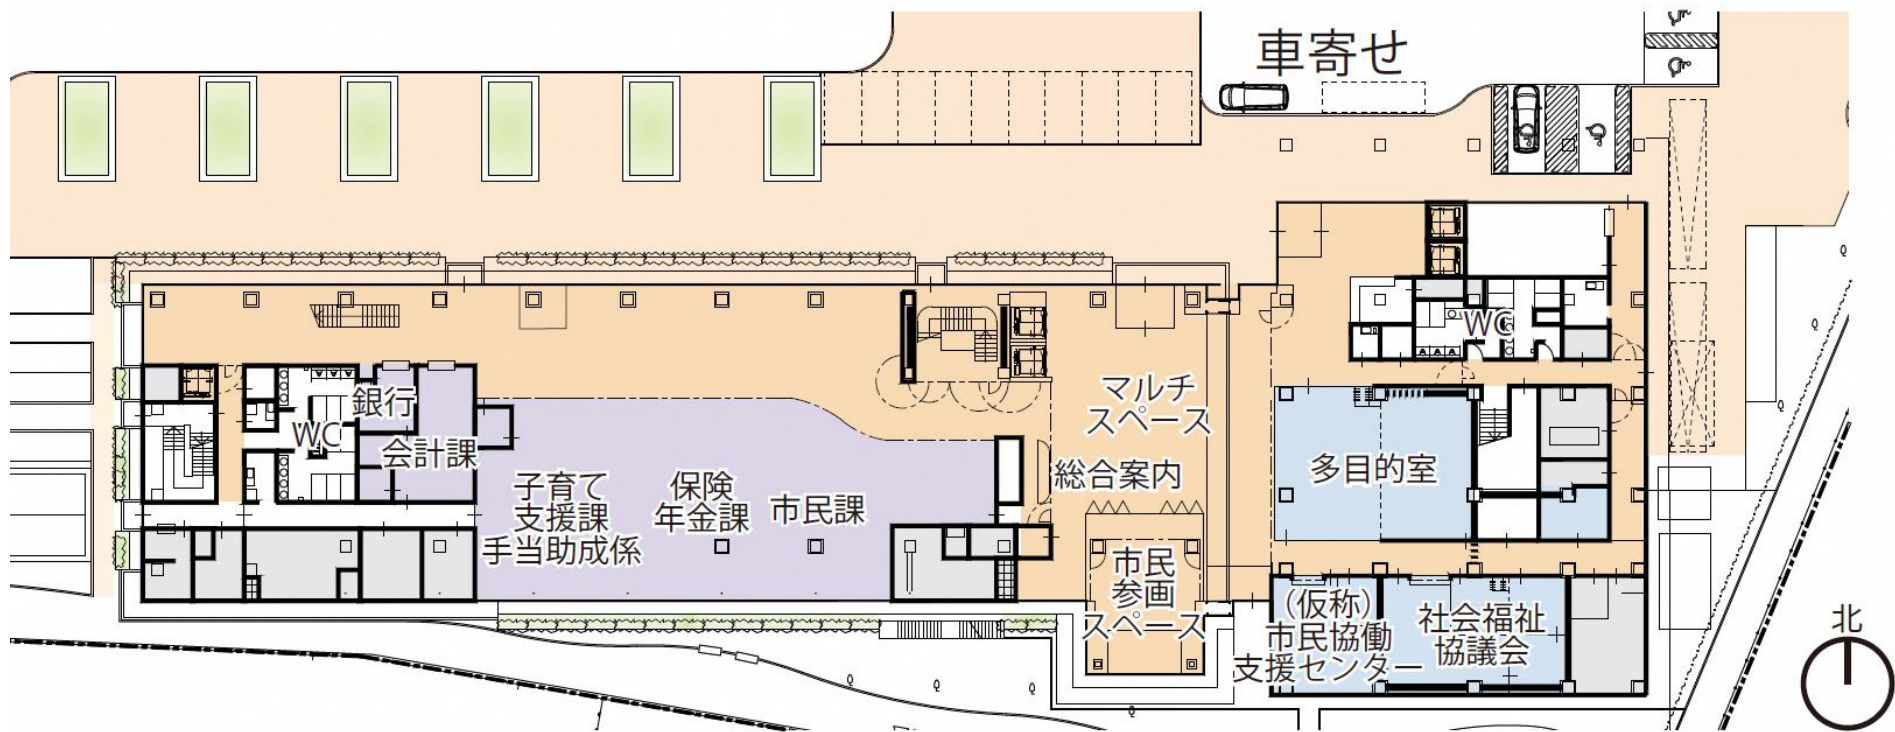 車寄せ
WC
銀行
会計課
WC
マルチ
スペース
総合案内
多目的室
子育て
支援課
手当助成係
保険
年金課
市民課
市民
参画
スペース
（仮称）
市民協働
支援センター
社会福祉
協議会
北